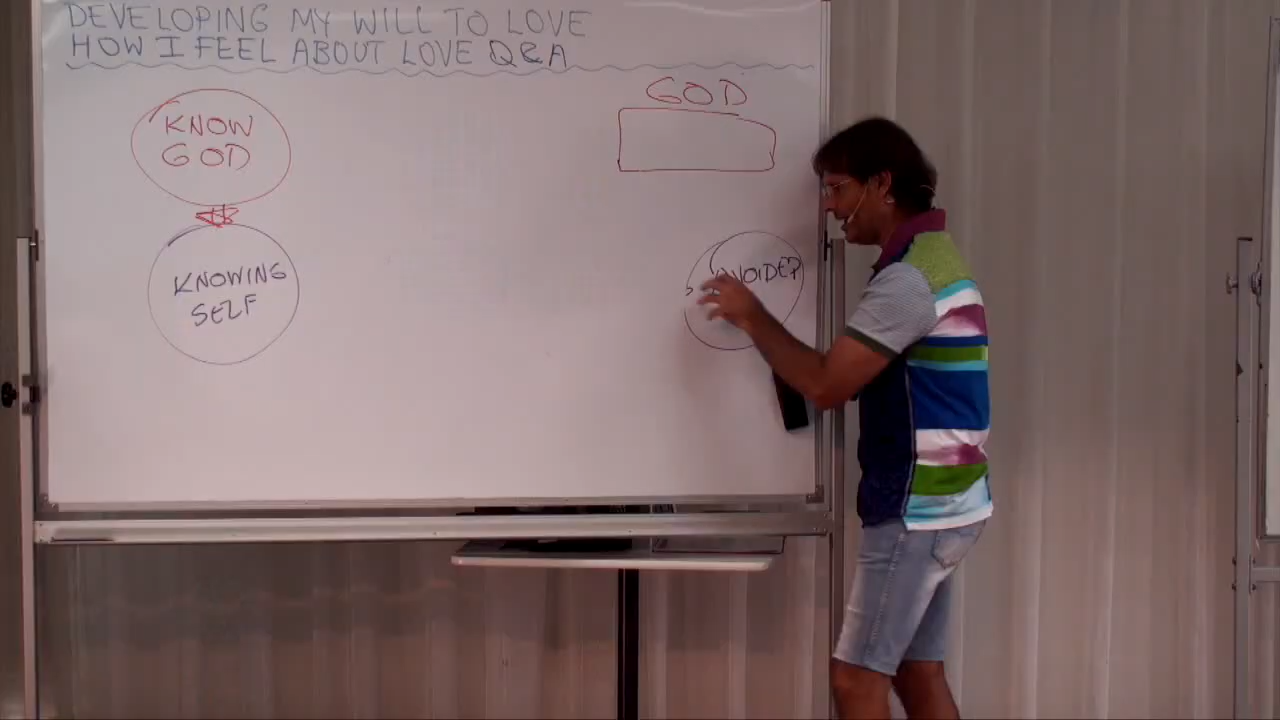 DEVELOPING MY WILL TO LOVE
HOW I FEEL ABOUT LOVE Q&A
KNOW
GOD
GOD
KNOWING
SELF